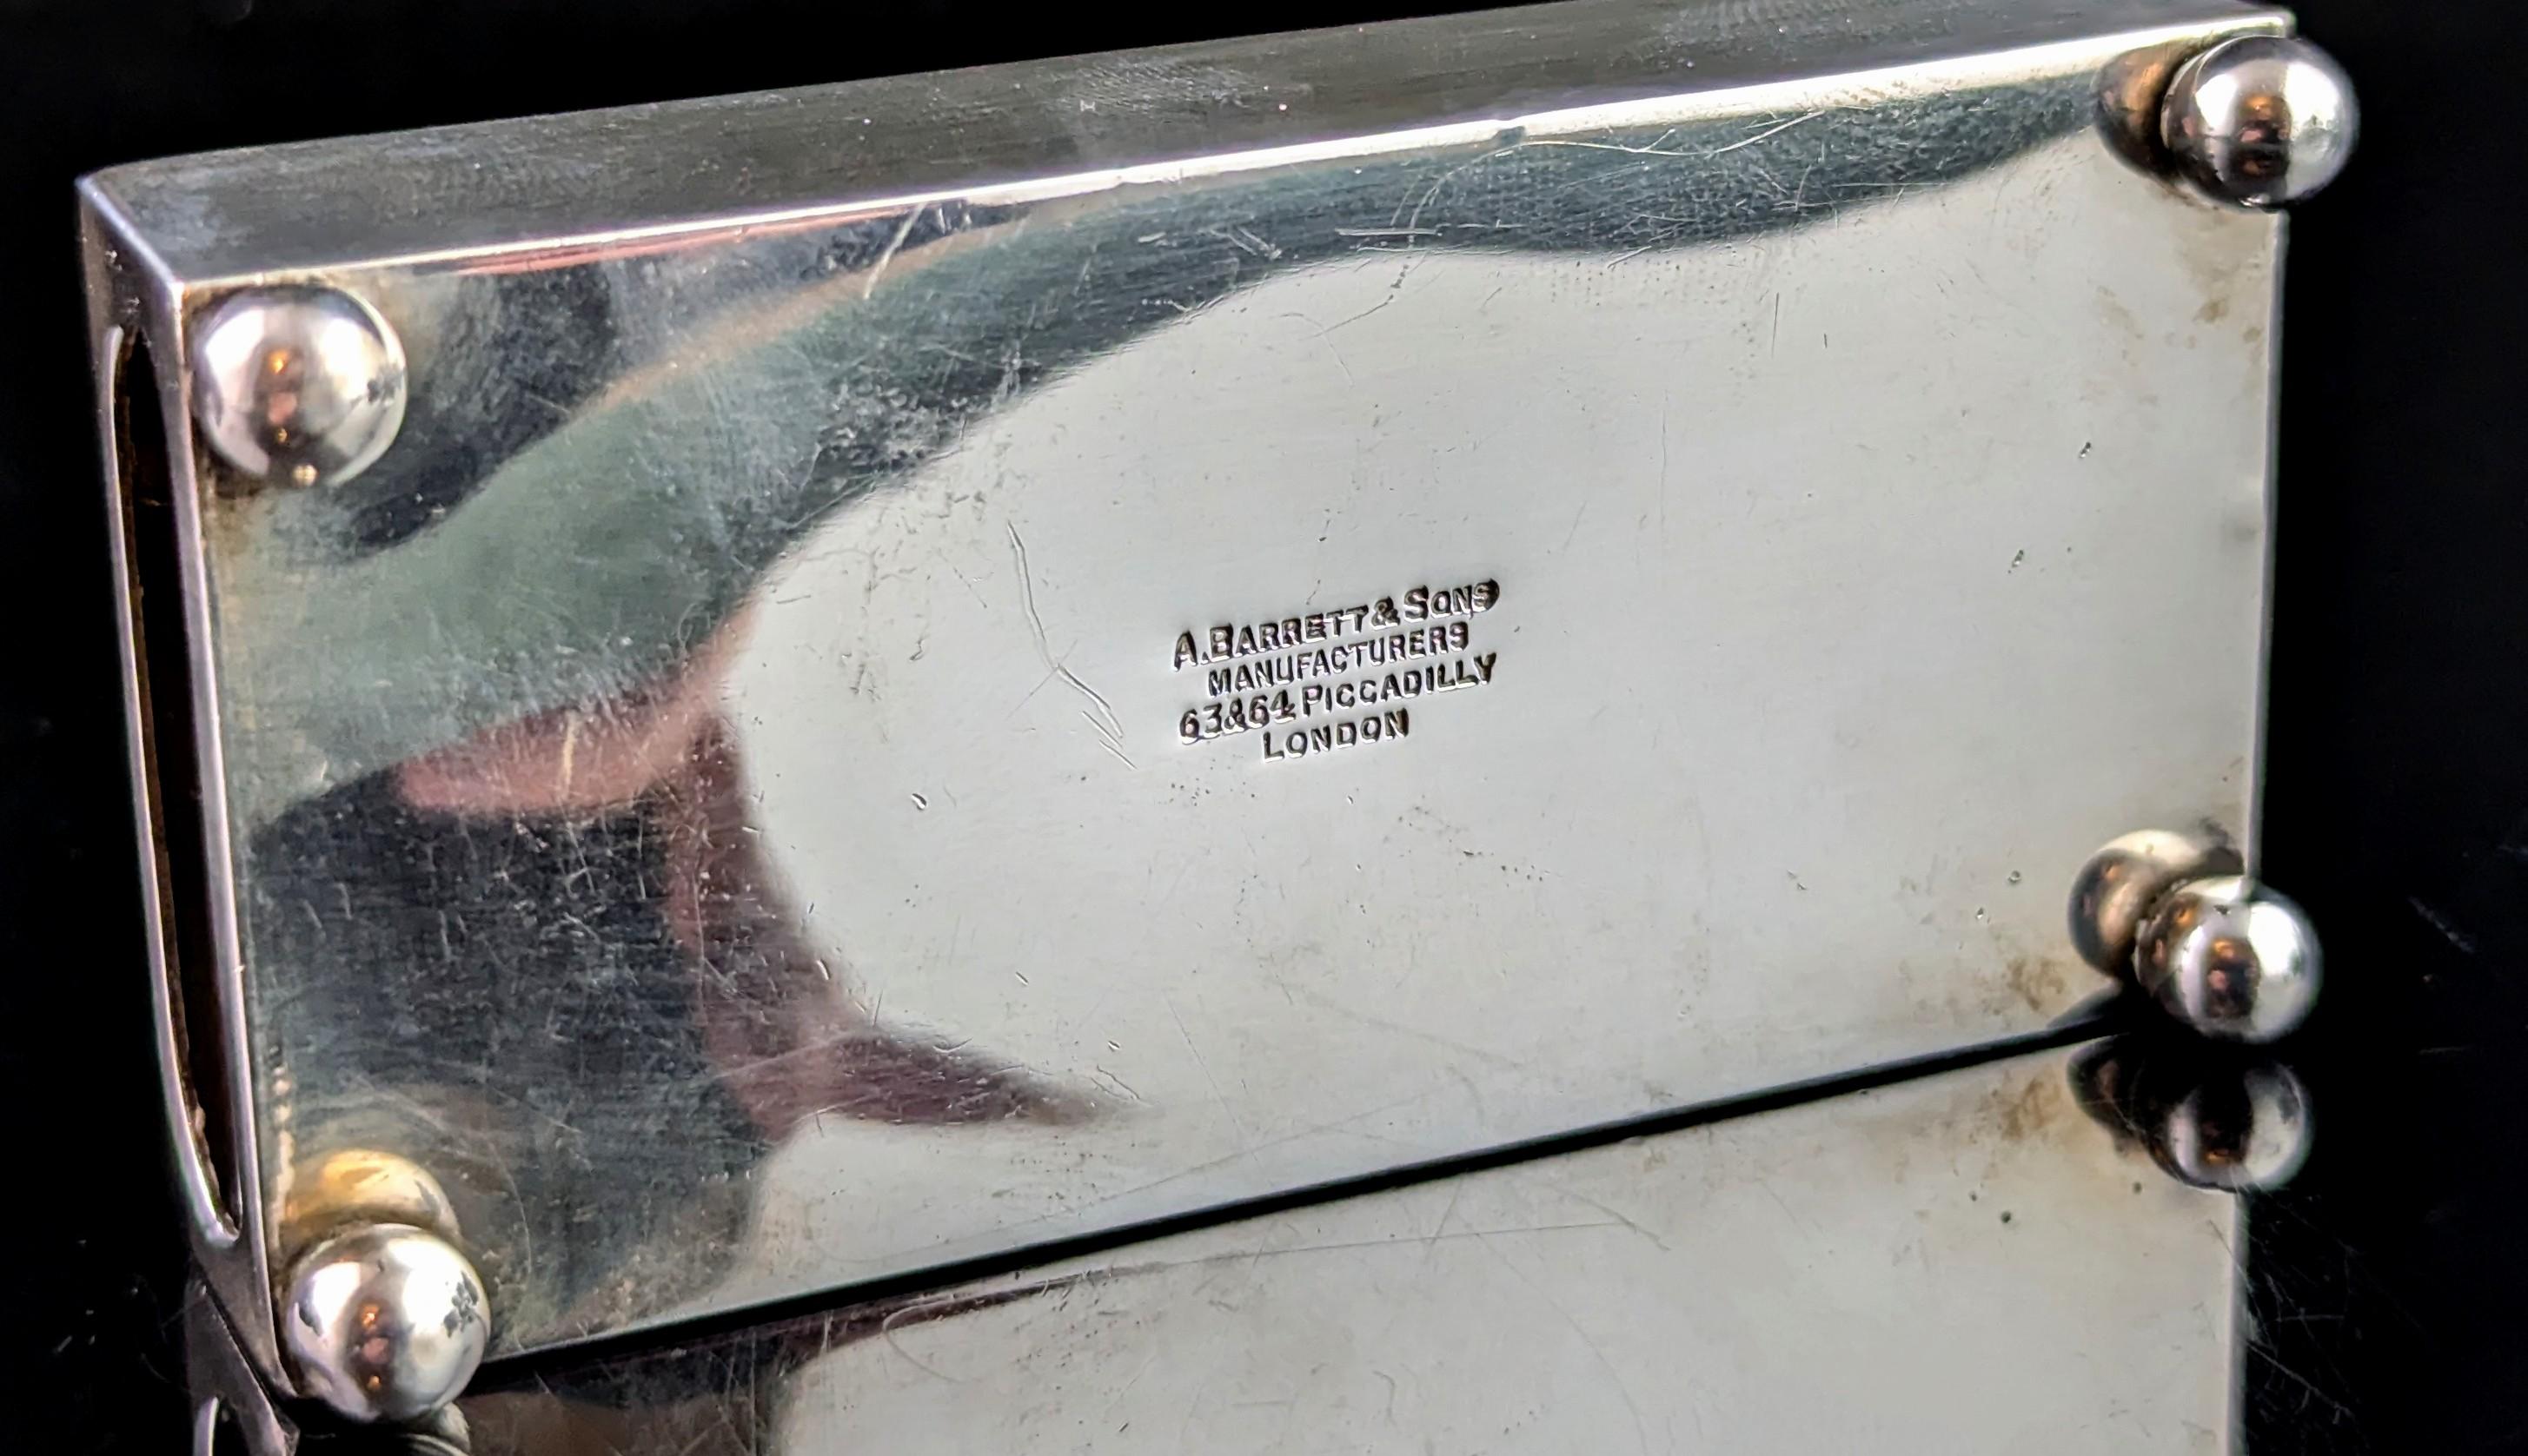 A. BARRETT & SONS
MANUFACTURERS
63 & 64 PICCADILLY
LONDON